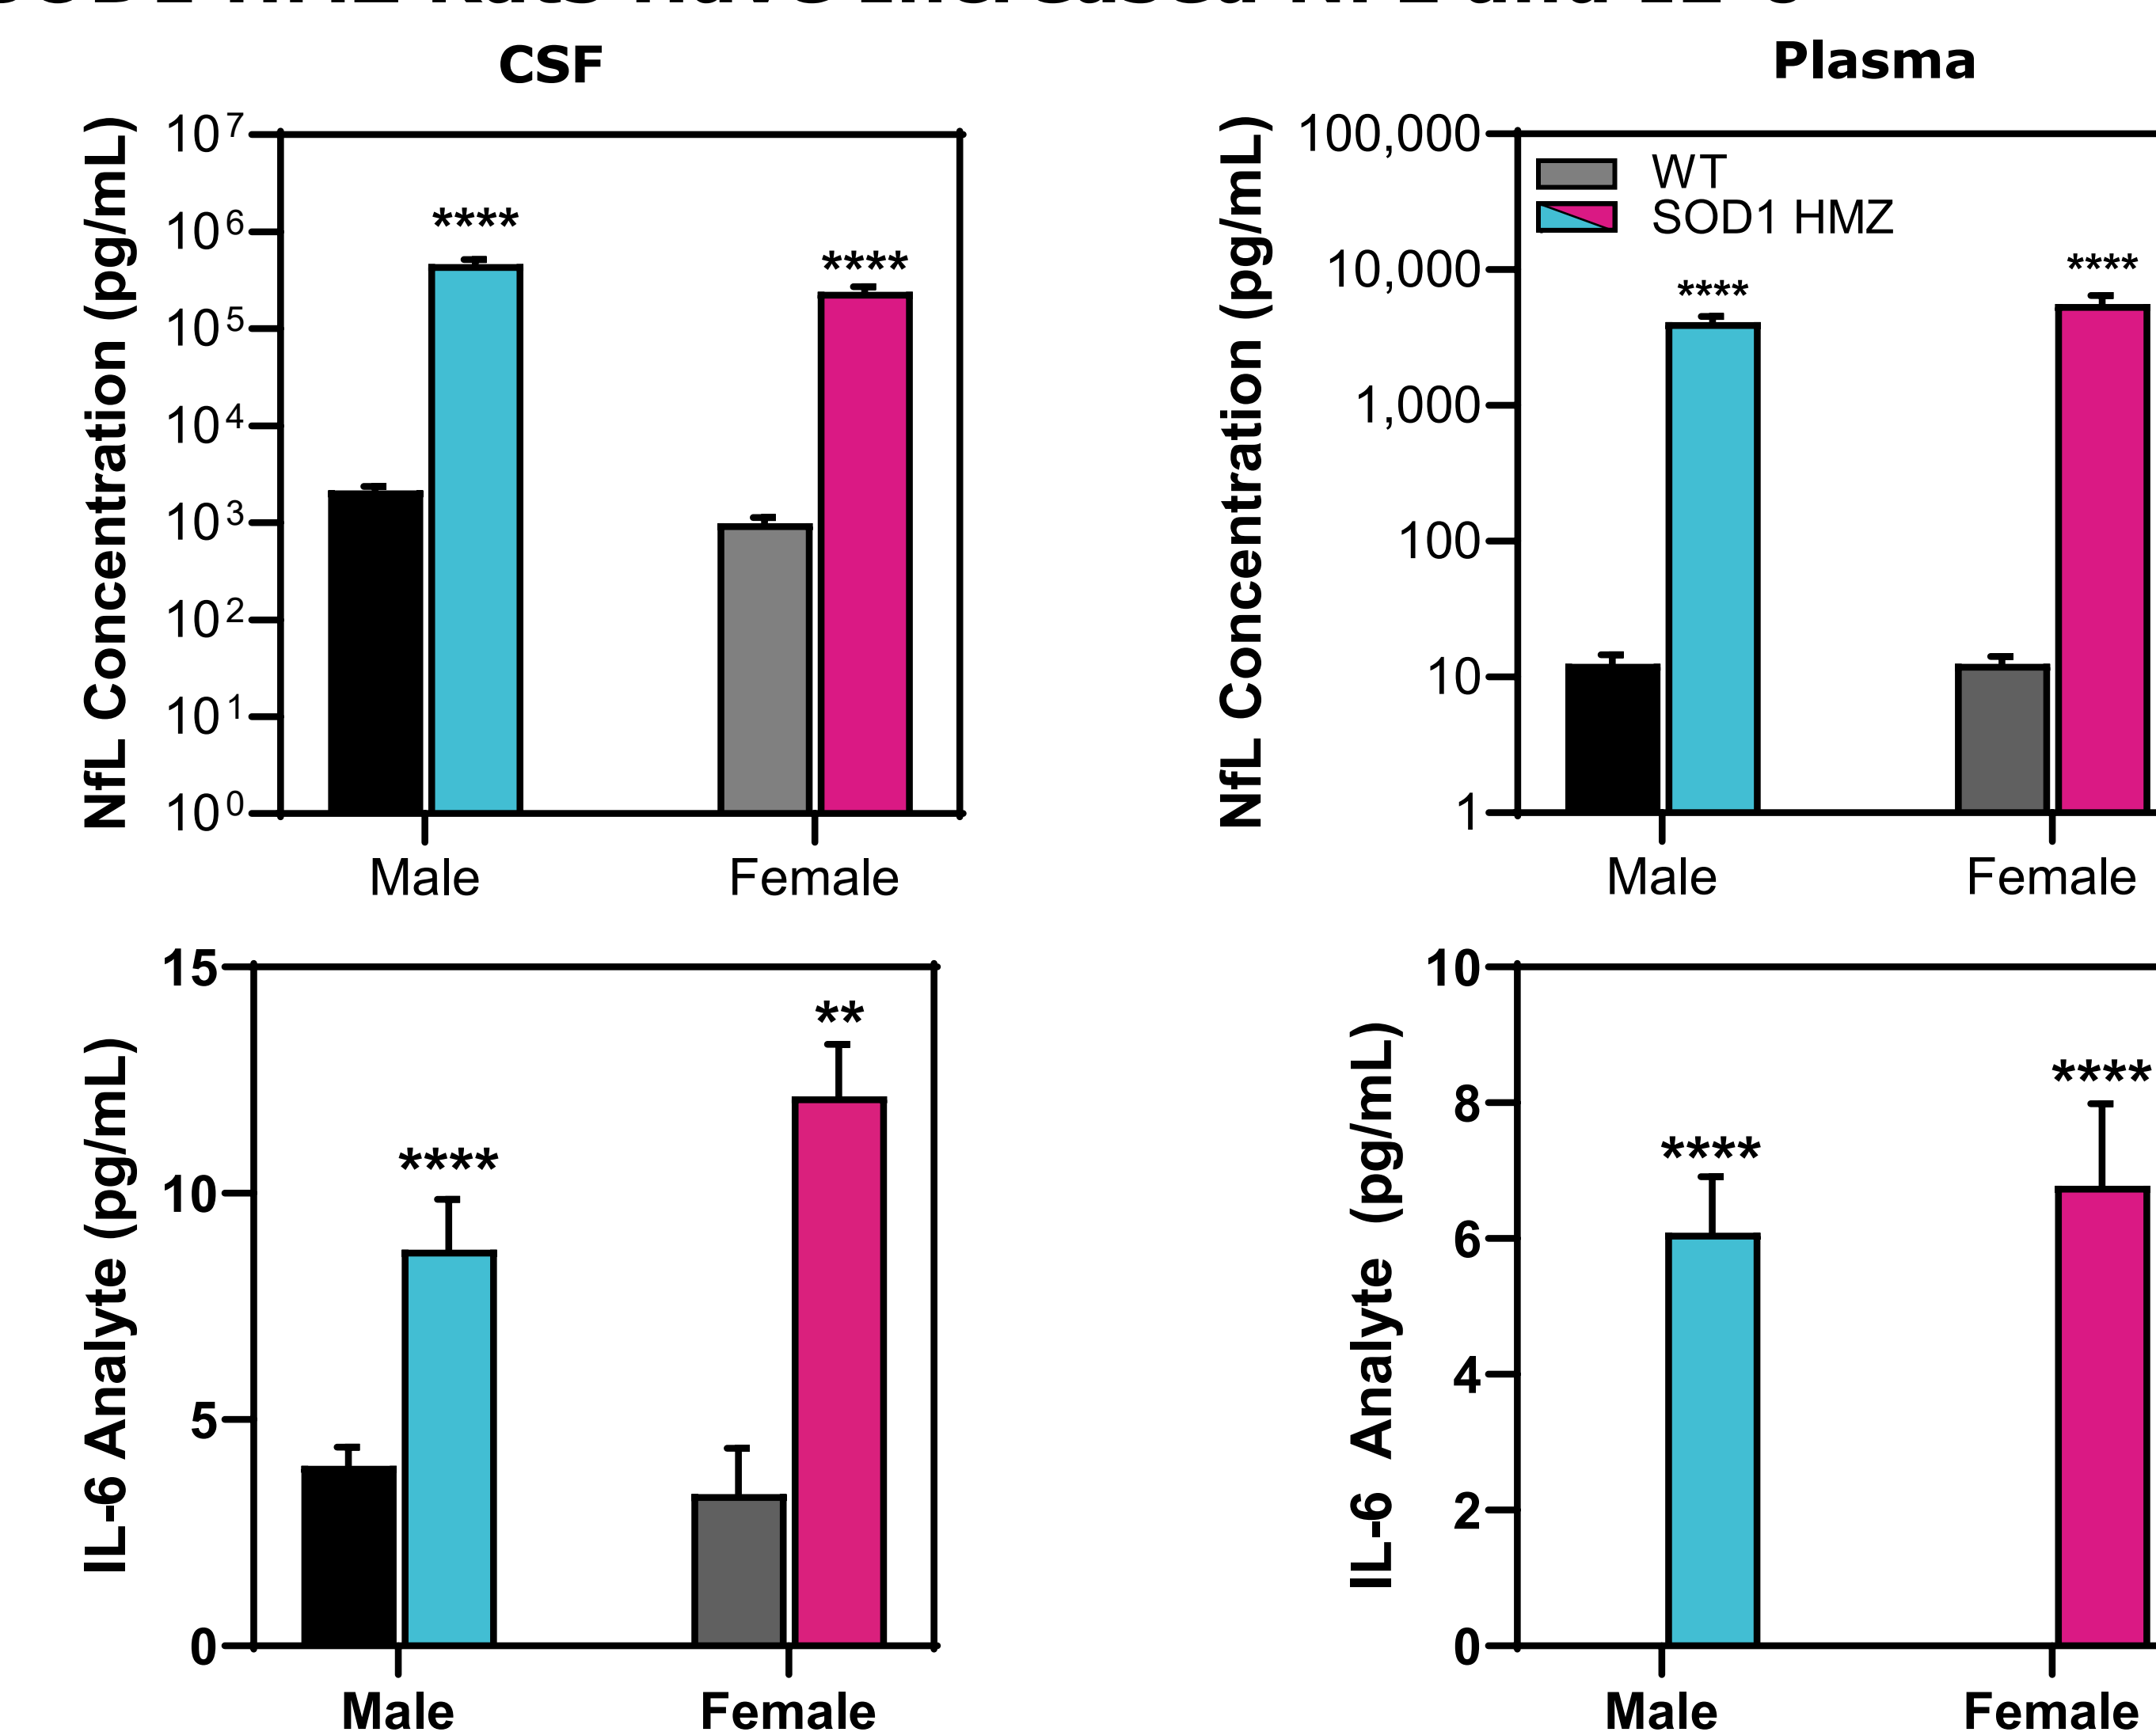 CSF
NfL Concentration (pg/mL)
10⁷
10⁶
10⁵
10⁴
10³
10²
10¹
10⁰
****
****
Male
Female
Plasma
NfL Concentration (pg/mL)
100,000
10,000
1,000
100
10
1
WT
SOD1 HMZ
****
****
Male
Female
IL-6 Analyte (pg/mL)
15
10
5
0
****
**
Male
Female
IL-6 Analyte (pg/mL)
10
8
6
4
2
0
****
****
Male
Female